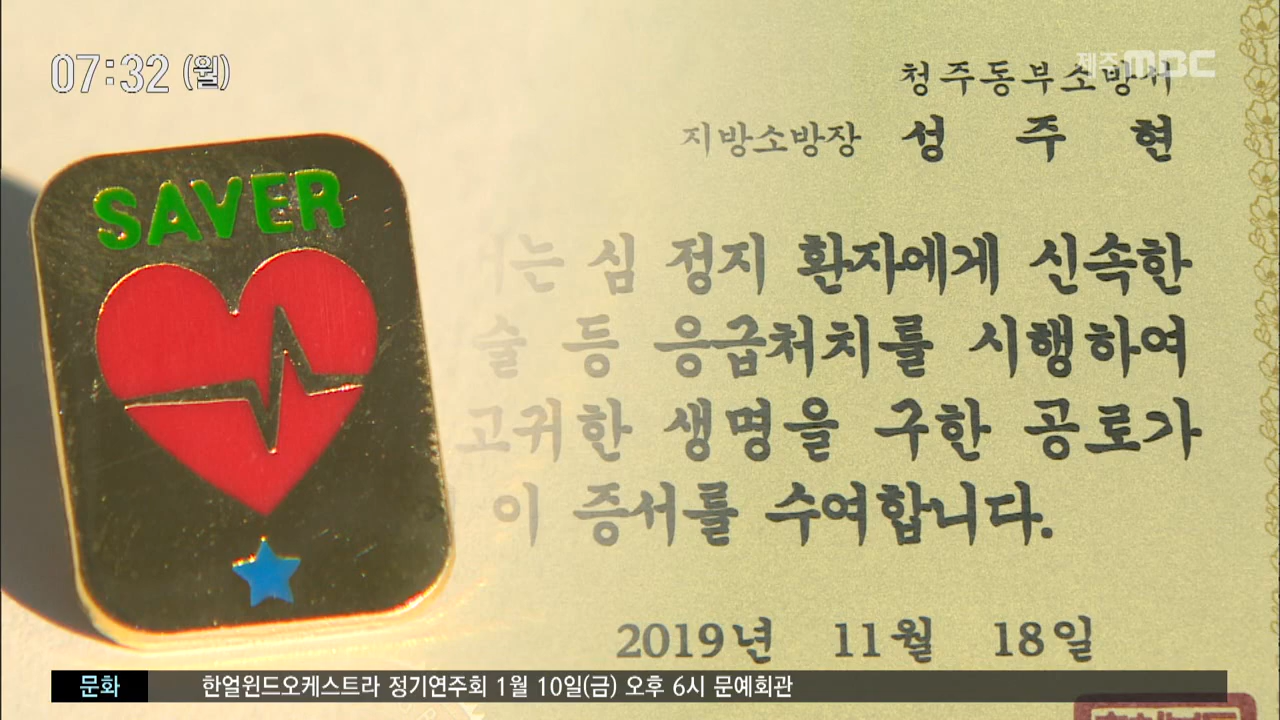 07:32 (월)
제주MBC
청주동부소방서
지방소방장 성 주 현
SAVER
는 심 정지 환자에게 신속한
술 등 응급처치를 시행하여
고귀한 생명을 구한 공로가
이 증서를 수여합니다.
2019년 11월 18일
문화 한얼윈드오케스트라 정기연주회 1월 10일(금) 오후 6시 문예회관